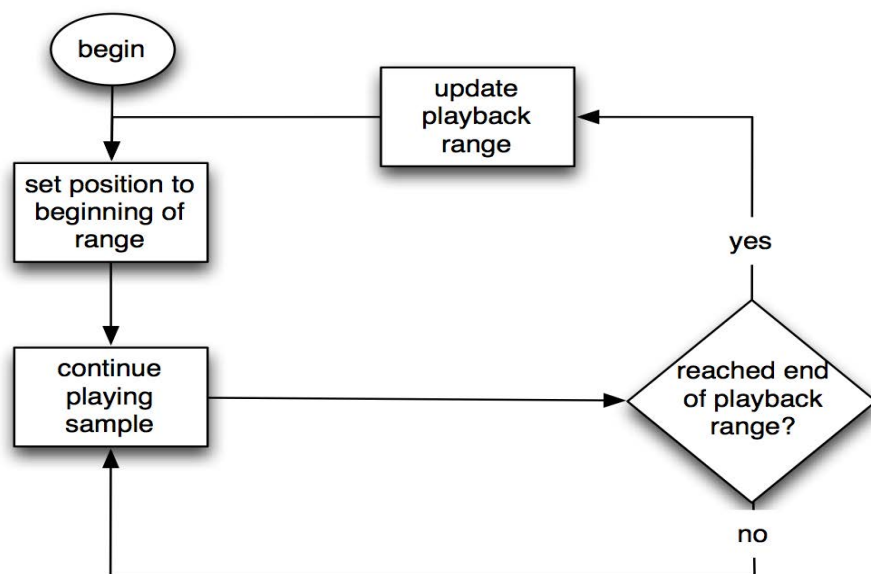 begin
update
playback
range
set position to
beginning of
range
yes
continue
playing
sample
reached end
of playback
range?
no